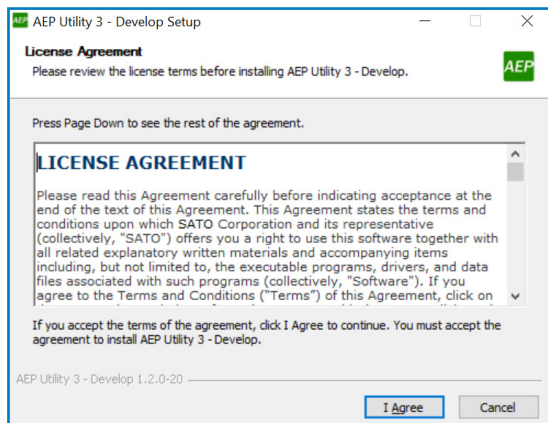 AEP AEP Utility 3 - Develop Setup
License Agreement
Please review the license terms before installing AEP Utility 3 - Develop.
AEP
Press Page Down to see the rest of the agreement.
LICENSE AGREEMENT
Please read this Agreement carefully before indicating acceptance at the
end of the text of this Agreement. This Agreement states the terms and
conditions upon which SATO Corporation and its representative
(collectively, "SATO") offers you a right to use this software together with
all related explanatory written materials and accompanying items
including, but not limited to, the executable programs, drivers, and data
files associated with such programs (collectively, "Software"). If you
agree to the Terms and Conditions (“Terms”) of this Agreement, click on
If you accept the terms of the agreement, click I Agree to continue. You must accept the
agreement to install AEP Utility 3 - Develop.
AEP Utility 3 - Develop 1.2.0-20
I Agree Cancel